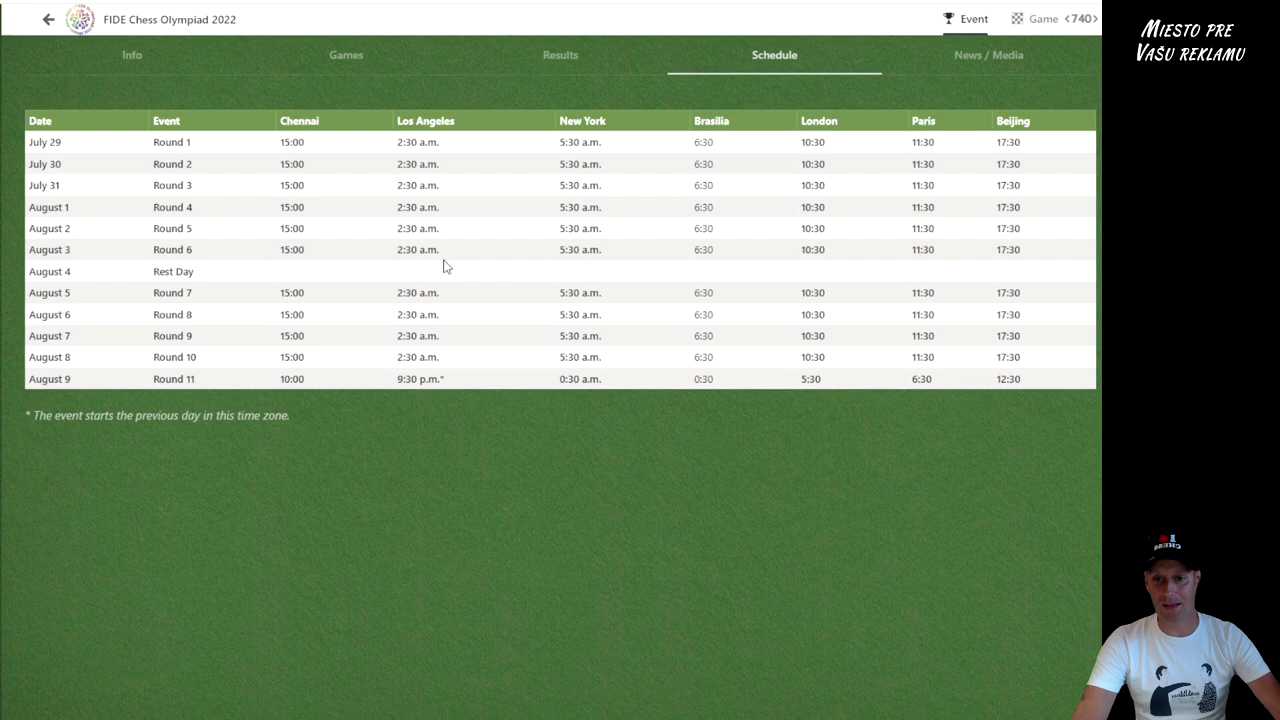 FIDE Chess Olympiad 2022
Event
Game <740>
MIESTO PRE
VAŠU REKLAMU
Info Games Results Schedule News / Media
Date Event Chennai Los Angeles New York Brasilia London Paris Beijing
July 29 Round 1 15:00 2:30 a.m. 5:30 a.m. 6:30 10:30 11:30 17:30
July 30 Round 2 15:00 2:30 a.m. 5:30 a.m. 6:30 10:30 11:30 17:30
July 31 Round 3 15:00 2:30 a.m. 5:30 a.m. 6:30 10:30 11:30 17:30
August 1 Round 4 15:00 2:30 a.m. 5:30 a.m. 6:30 10:30 11:30 17:30
August 2 Round 5 15:00 2:30 a.m. 5:30 a.m. 6:30 10:30 11:30 17:30
August 3 Round 6 15:00 2:30 a.m. 5:30 a.m. 6:30 10:30 11:30 17:30
August 4 Rest Day
August 5 Round 7 15:00 2:30 a.m. 5:30 a.m. 6:30 10:30 11:30 17:30
August 6 Round 8 15:00 2:30 a.m. 5:30 a.m. 6:30 10:30 11:30 17:30
August 7 Round 9 15:00 2:30 a.m. 5:30 a.m. 6:30 10:30 11:30 17:30
August 8 Round 10 15:00 2:30 a.m. 5:30 a.m. 6:30 10:30 11:30 17:30
August 9 Round 11 10:00 9:30 p.m.* 0:30 a.m. 0:30 5:30 6:30 12:30
* The event starts the previous day in this time zone.
I
CHESS